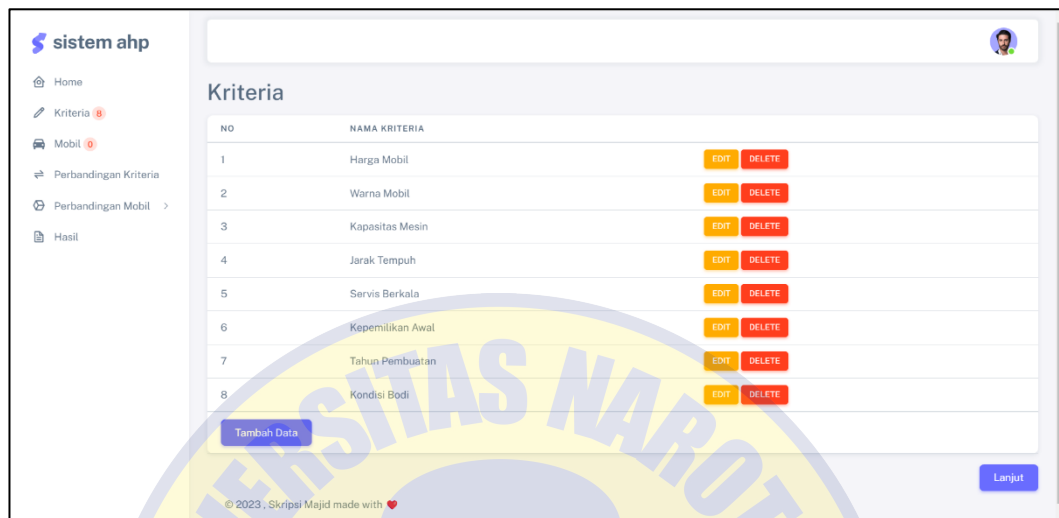 sistem ahp
Home
Kriteria 8
Mobil 0
Perbandingan Kriteria
Perbandingan Mobil
Hasil
Kriteria
NO NAMA KRITERIA
1 Harga Mobil EDIT DELETE
2 Warna Mobil EDIT DELETE
3 Kapasitas Mesin EDIT DELETE
4 Jarak Tempuh EDIT DELETE
5 Servis Berkala EDIT DELETE
6 Kepemilikan Awal EDIT DELETE
7 Tahun Pembuatan EDIT DELETE
8 Kondisi Bodi EDIT DELETE
Tambah Data
Lanjut
© 2023 , Skripsi Majid made with ❤
ERSITAS NAROT